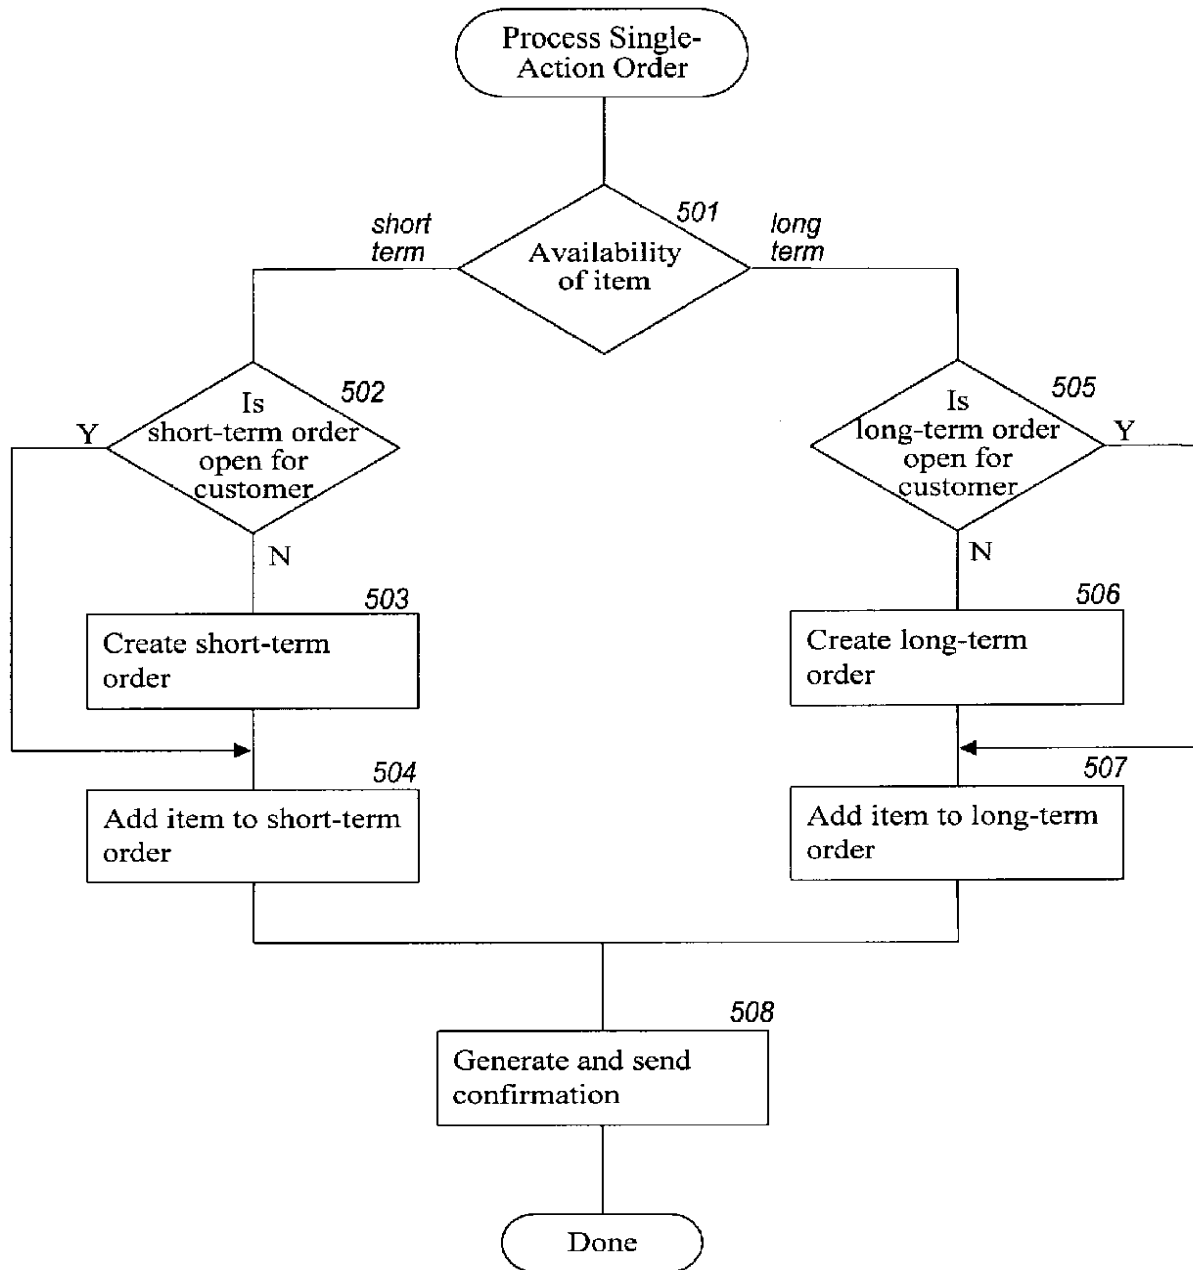 Process Single-
Action Order
501
short
term
Availability
of item
long
term
502
Is
short-term order
open for
customer
Y
N
505
Is
long-term order
open for
customer
Y
N
503
Create short-term
order
506
Create long-term
order
504
Add item to short-term
order
507
Add item to long-term
order
508
Generate and send
confirmation
Done